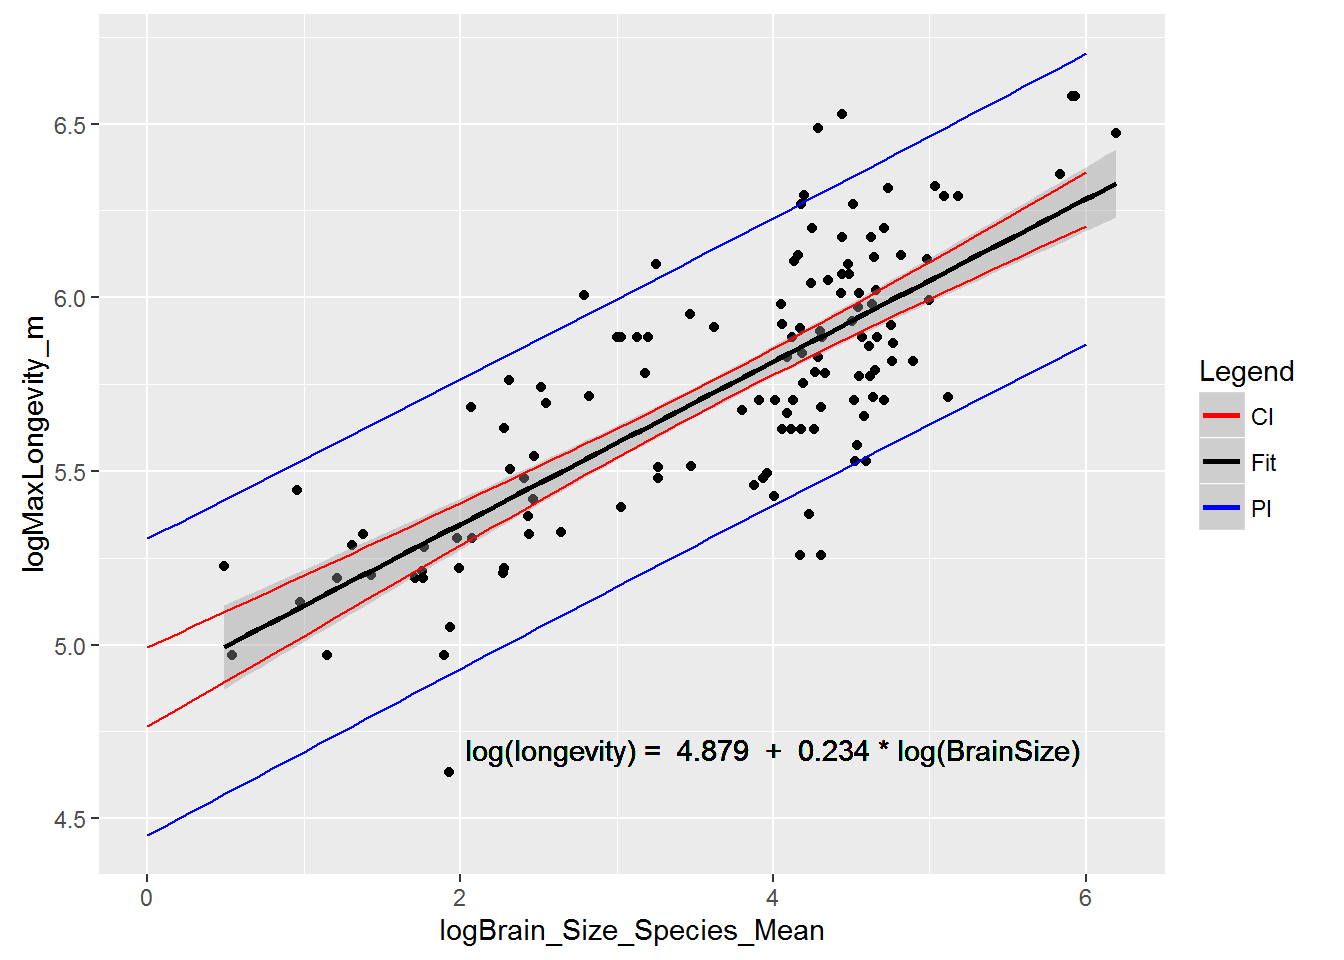 6.5
6.0
5.5
5.0
4.5
logMaxLongevity_m
log(longevity) =  4.879  +  0.234 * log(BrainSize)
0 2 4 6
logBrain_Size_Species_Mean
Legend
CI
Fit
PI